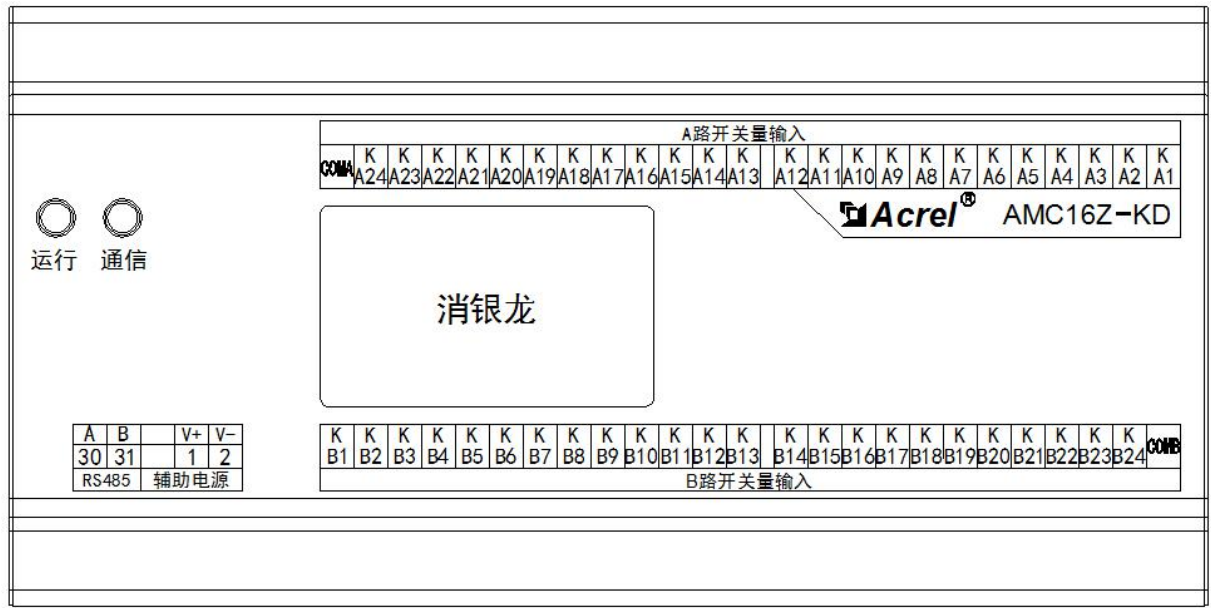 A路开关量输入
COMA K K K K K K K K K K K K K K K K K K K K K K K K
A24 A23 A22 A21 A20 A19 A18 A17 A16 A15 A14 A13 A12 A11 A10 A9 A8 A7 A6 A5 A4 A3 A2 A1
Acrel® AMC16Z-KD
运行 通信
消银龙
A B V+ V-
30 31 1 2
RS485 辅助电源
K K K K K K K K K K K K K K K K K K K K K K K K COMB
B1 B2 B3 B4 B5 B6 B7 B8 B9 B10 B11 B12 B13 B14 B15 B16 B17 B18 B19 B20 B21 B22 B23 B24
B路开关量输入